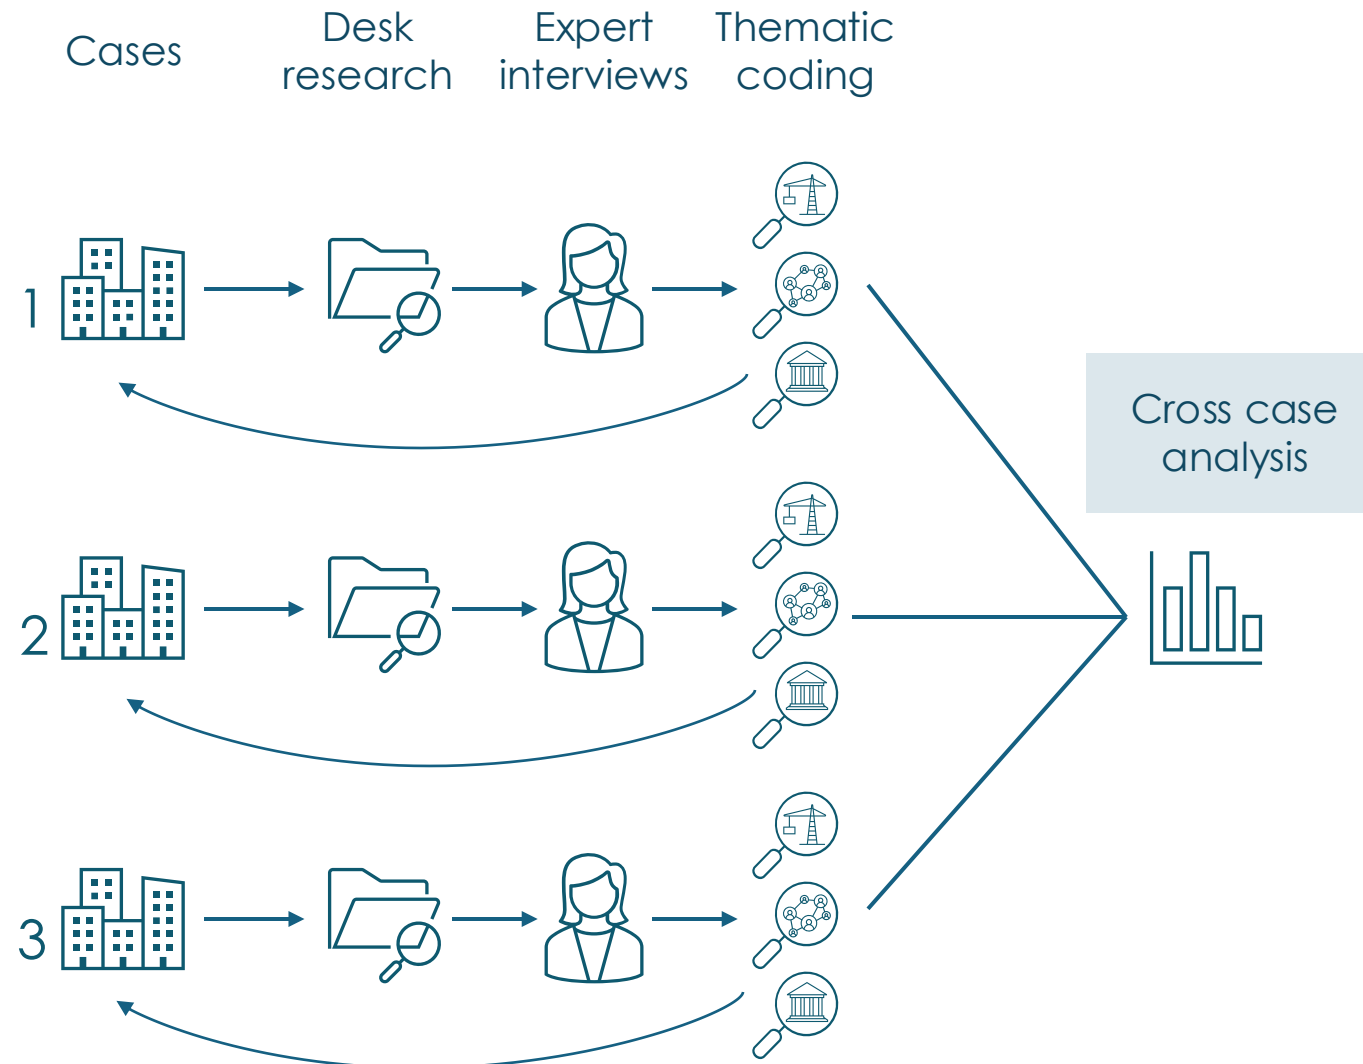 Cases
Desk
research
Expert
interviews
Thematic
coding
1
Cross case
analysis
2
3